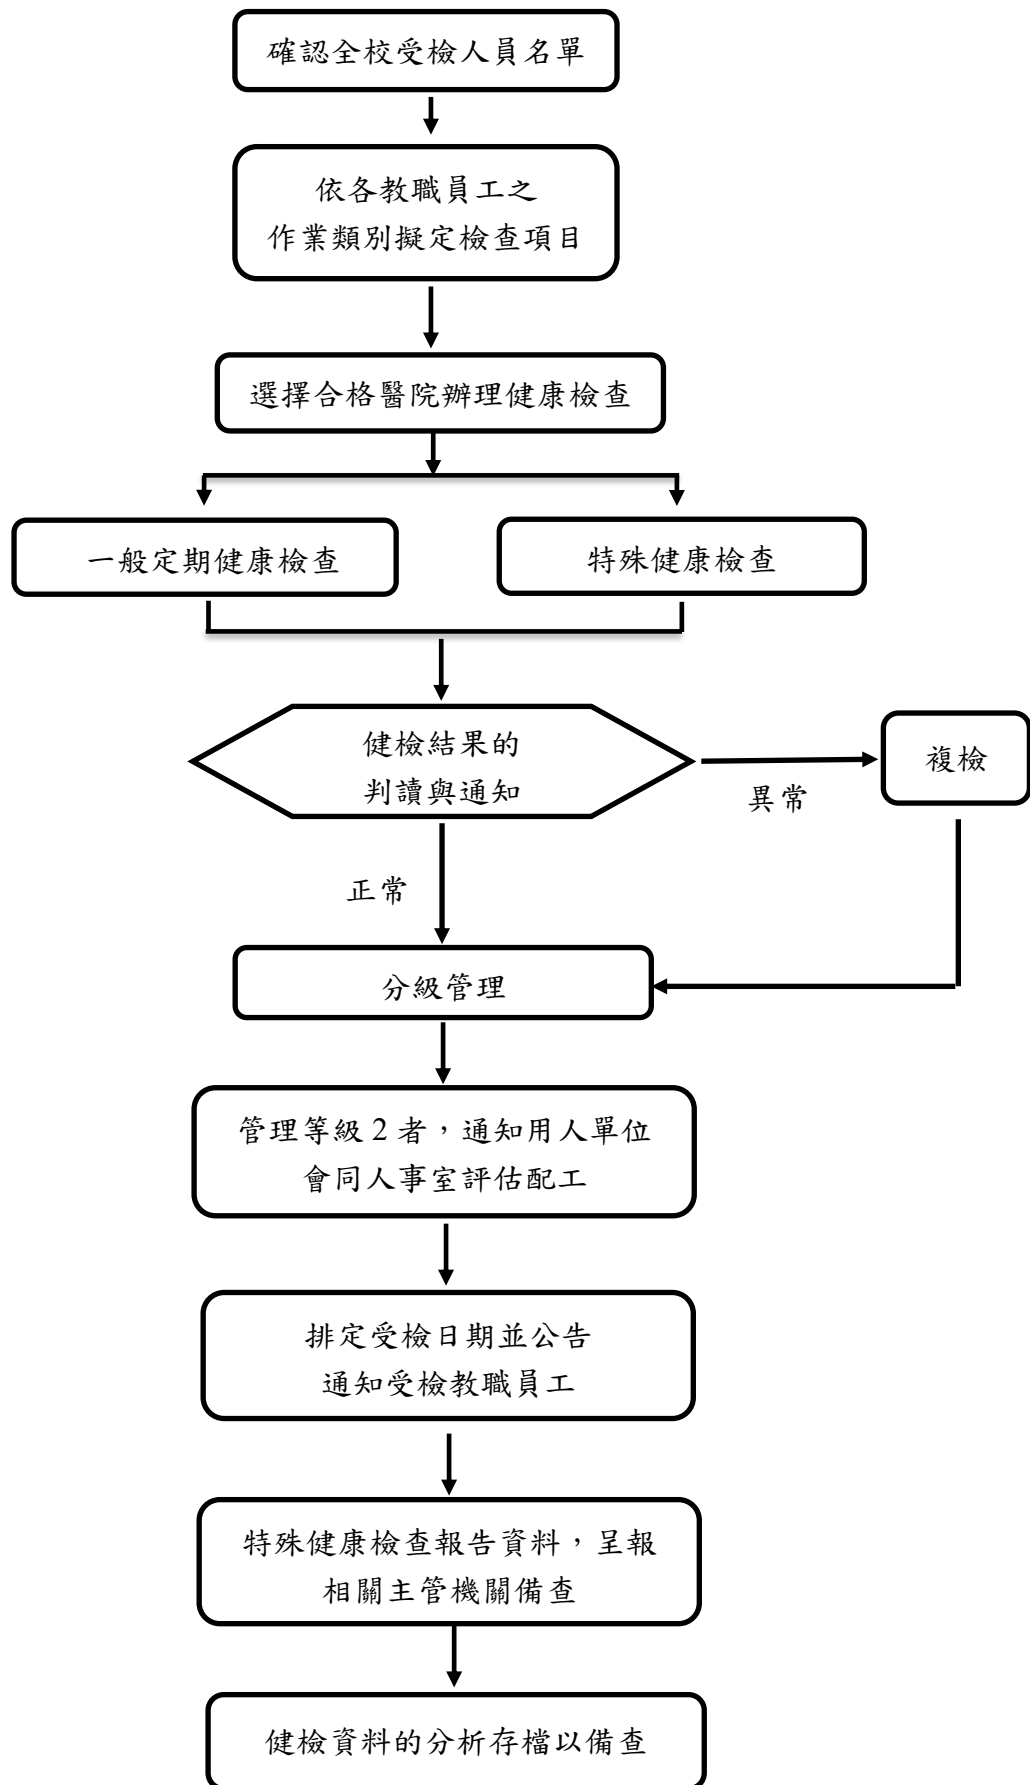 確認全校受檢人員名單
依各教職員工之
作業類別擬定檢查項目
選擇合格醫院辦理健康檢查
一般定期健康檢查
特殊健康檢查
健檢結果的
判讀與通知
複檢
異常
正常
分級管理
管理等級 2 者，通知用人單位
會同人事室評估配工
排定受檢日期並公告
通知受檢教職員工
特殊健康檢查報告資料，呈報
相關主管機關備查
健檢資料的分析存檔以備查